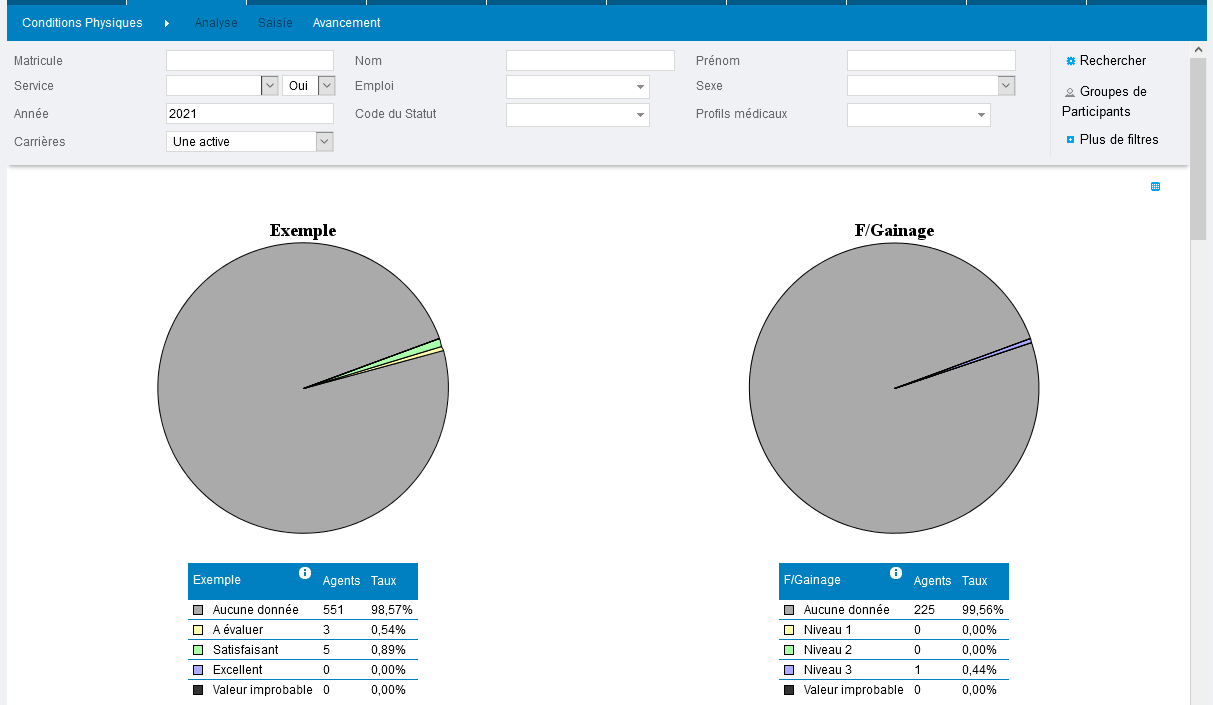 Conditions Physiques Analyse Saisie Avancement
Matricule Nom Prénom Rechercher
Service Oui Emploi Sexe
Groupes de
Participants
Année 2021 Code du Statut Profils médicaux
Carrières Une active Plus de filtres
Exemple
F/Gainage
Exemple Agents Taux
Aucune donnée 551 98,57%
A évaluer 3 0,54%
Satisfaisant 5 0,89%
Excellent 0 0,00%
Valeur improbable 0 0,00%
F/Gainage Agents Taux
Aucune donnée 225 99,56%
Niveau 1 0 0,00%
Niveau 2 0 0,00%
Niveau 3 1 0,44%
Valeur improbable 0 0,00%